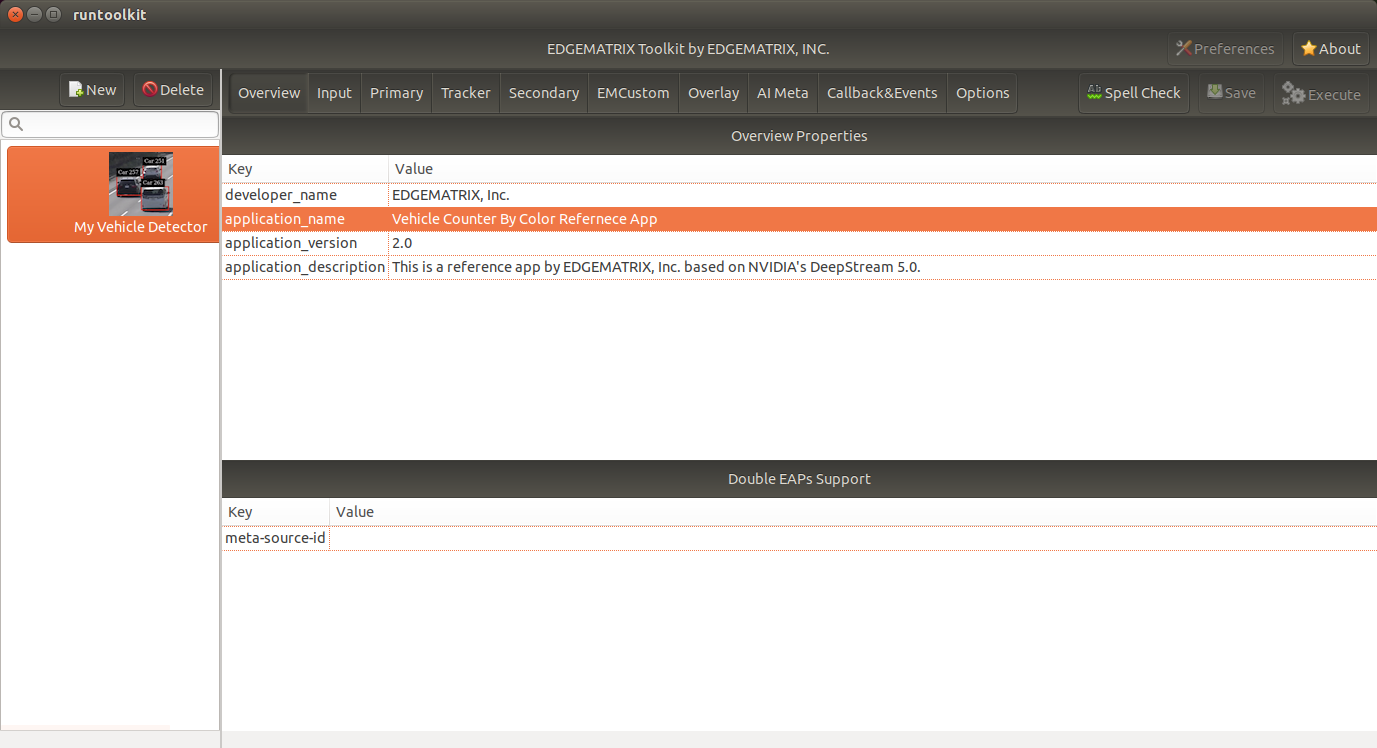 runtoolkit
EDGEMATRIX Toolkit by EDGEMATRIX, INC.
Preferences
About
New
Delete
Overview
Input
Primary
Tracker
Secondary
EMCustom
Overlay
AI Meta
Callback&Events
Options
Spell Check
Save
Execute
Car 251
Car 257
Car 263
My Vehicle Detector
Overview Properties
Key Value
developer_name EDGEMATRIX, Inc.
application_name Vehicle Counter By Color Refernece App
application_version 2.0
application_description This is a reference app by EDGEMATRIX, Inc. based on NVIDIA's DeepStream 5.0.
Double EAPs Support
Key Value
meta-source-id